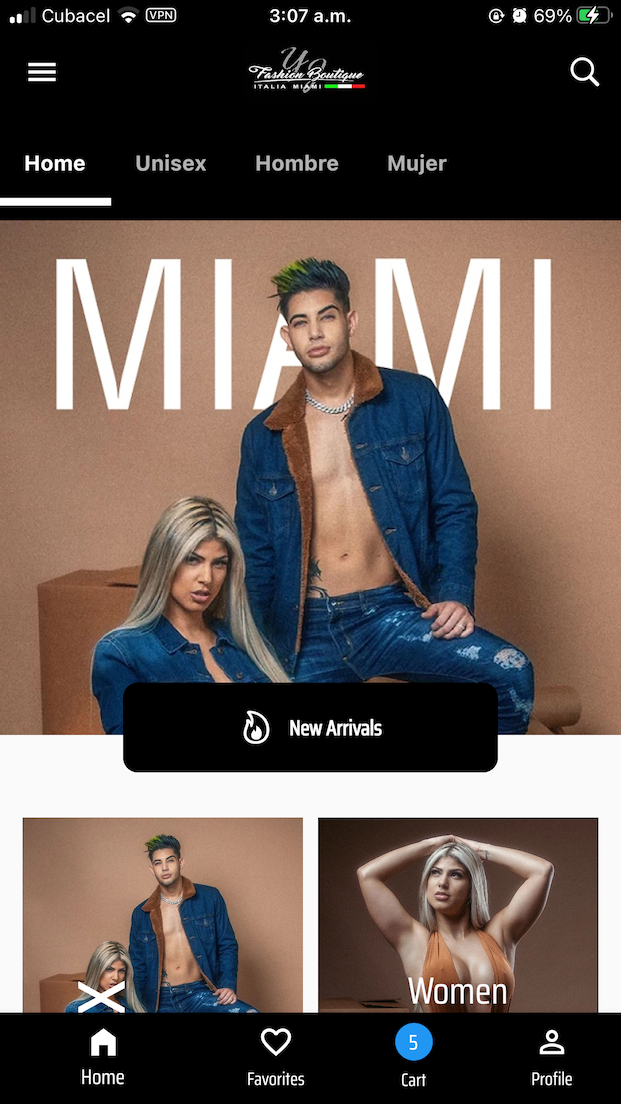 Cubacel VPN 3:07 a.m. 69%
YJ
Fashion Boutique
ITALIA MIAMI
Home Unisex Hombre Mujer
MIAMI
New Arrivals
X Women
5
Home Favorites Cart Profile